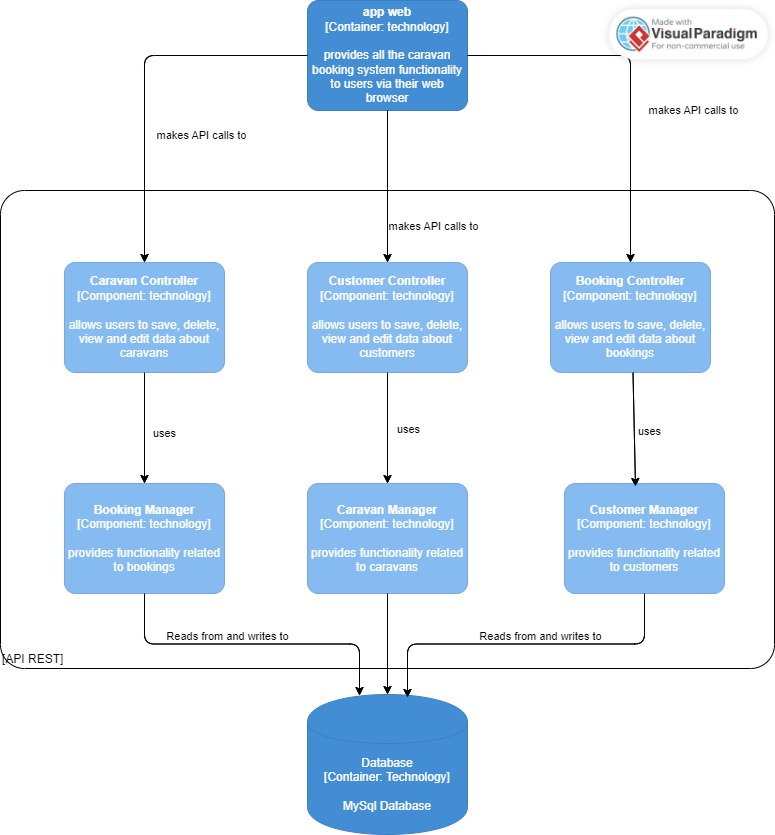 app web
[Container: technology]
provides all the caravan
booking system functionality
to users via their web
browser
Made with
Visual Paradigm
For non-commercial use
makes API calls to
makes API calls to
makes API calls to
Caravan Controller
[Component: technology]
allows users to save, delete,
view and edit data about
caravans
Customer Controller
[Component: technology]
allows users to save, delete,
view and edit data about
customers
Booking Controller
[Component: technology]
allows users to save, delete,
view and edit data about
bookings
uses
uses
uses
Booking Manager
[Component: technology]
provides functionality related
to bookings
Caravan Manager
[Component: technology]
provides functionality related
to caravans
Customer Manager
[Component: technology]
provides functionality related
to customers
Reads from and writes to
Reads from and writes to
[API REST]
Database
[Container: Technology]
MySql Database